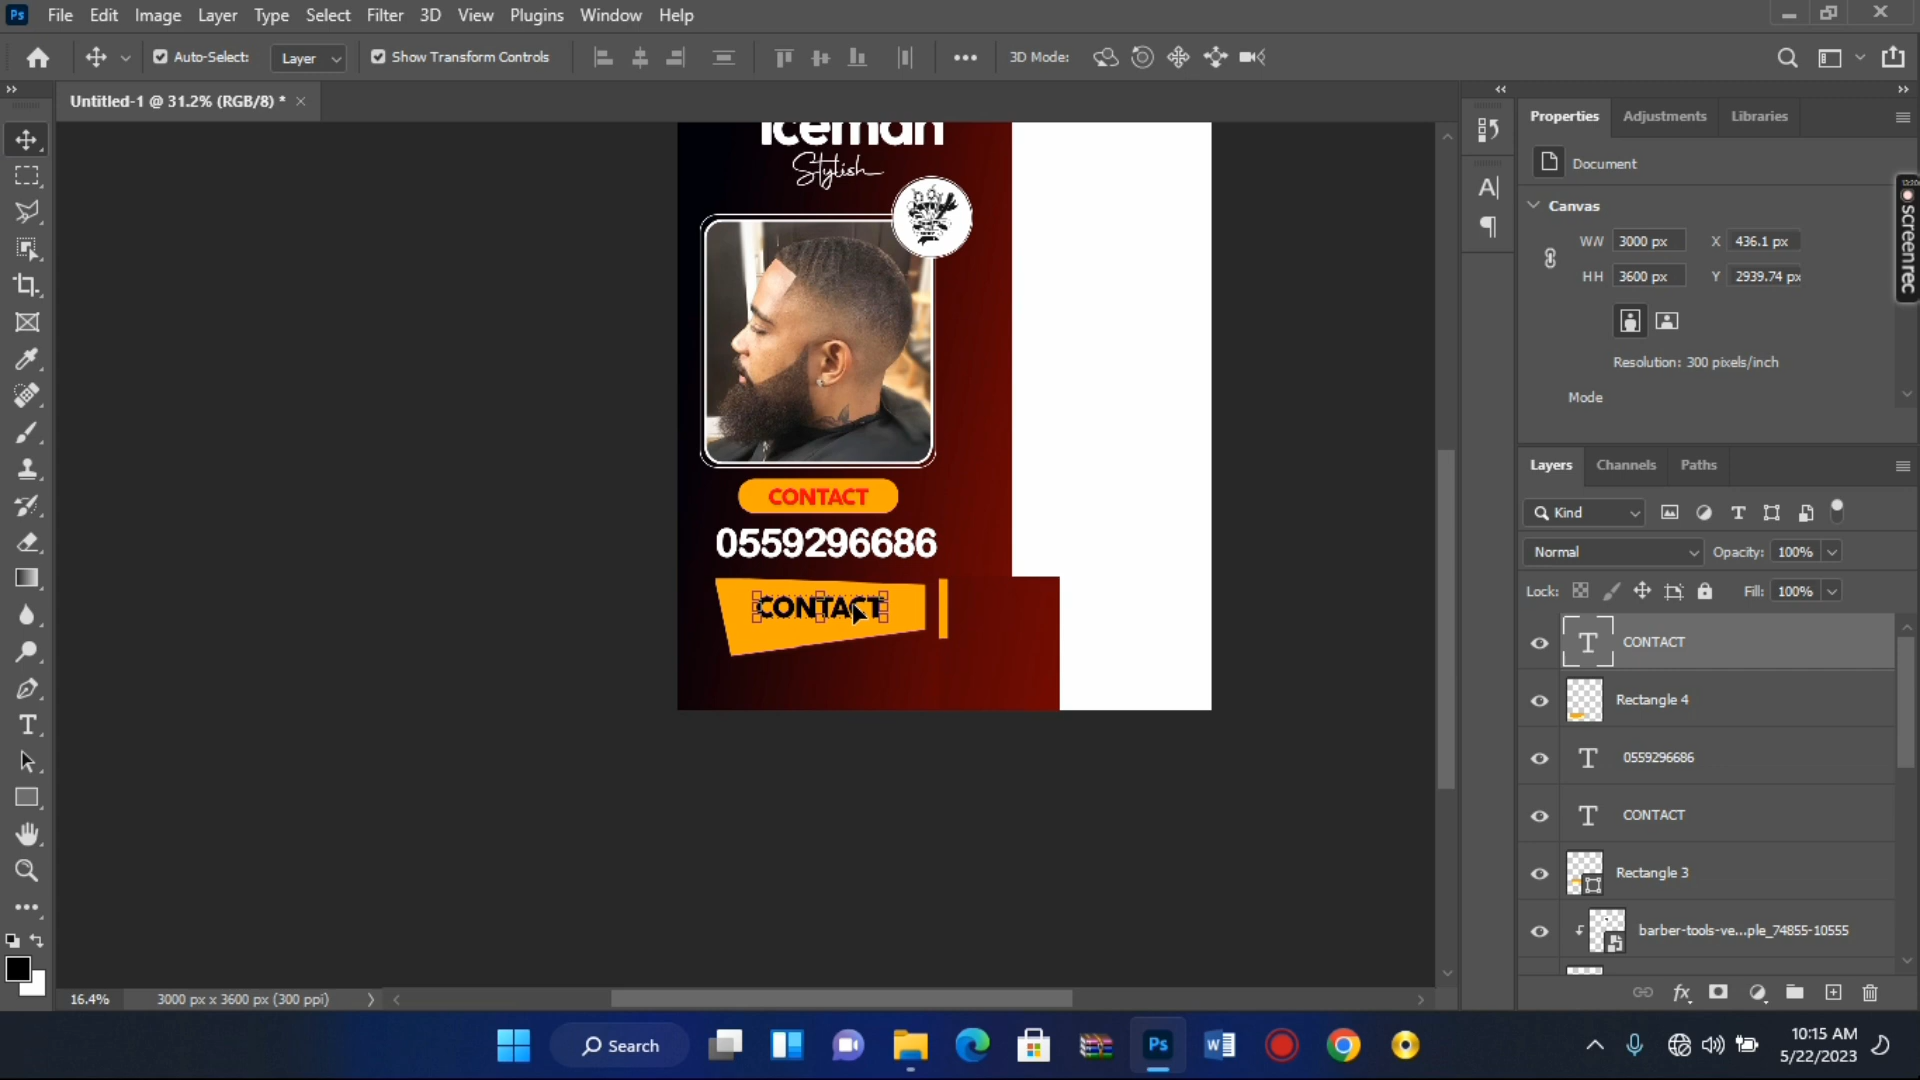 Ps File Edit Image Layer Type Select Filter 3D View Plugins Window Help
Auto-Select: Layer Show Transform Controls ••• 3D Mode:
Untitled-1 @ 31.2% (RGB/8) * ×
iceman
Stylish
CONTACT
0559296686
CONTACT
Properties Adjustments Libraries
Document
Canvas
W 3000 px X 436.1 px
H 3600 px Y 2939.74 px
Resolution: 300 pixels/inch
Mode
screenrec
Layers Channels Paths
Kind
Normal Opacity: 100%
Lock: Fill: 100%
CONTACT
Rectangle 4
0559296686
CONTACT
Rectangle 3
barber-tools-ve...ple_74855-10555
16.4% 3000 px x 3600 px (300 ppi)
Search
10:15 AM
5/22/2023